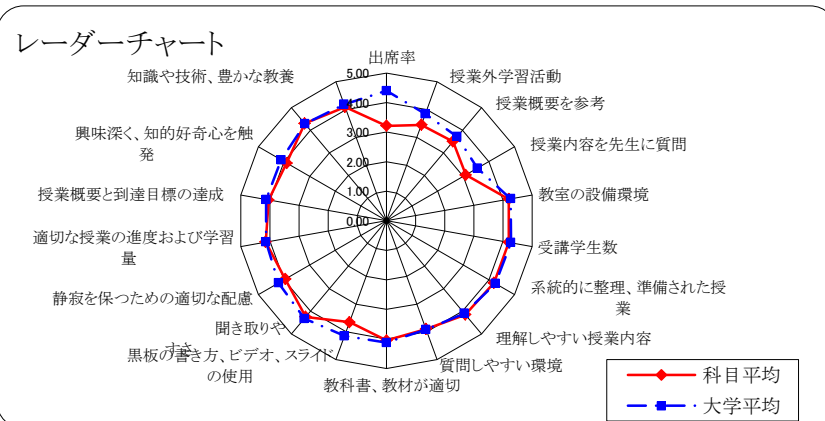 レーダーチャート
出席率
授業外学習活動
授業概要を参考
授業内容を先生に質問
教室の設備環境
受講学生数
系統的に整理、準備された授
業
理解しやすい授業内容
質問しやすい環境
教科書、教材が適切
黒板の書き方、ビデオ、スライド
の使用
聞き取りや
すさ
静寂を保つための適切な配慮
適切な授業の進度および学習
量
授業概要と到達目標の達成
興味深く、知的好奇心を触
発
知識や技術、豊かな教養
5.00
4.00
3.00
2.00
1.00
0.00
科目平均
大学平均